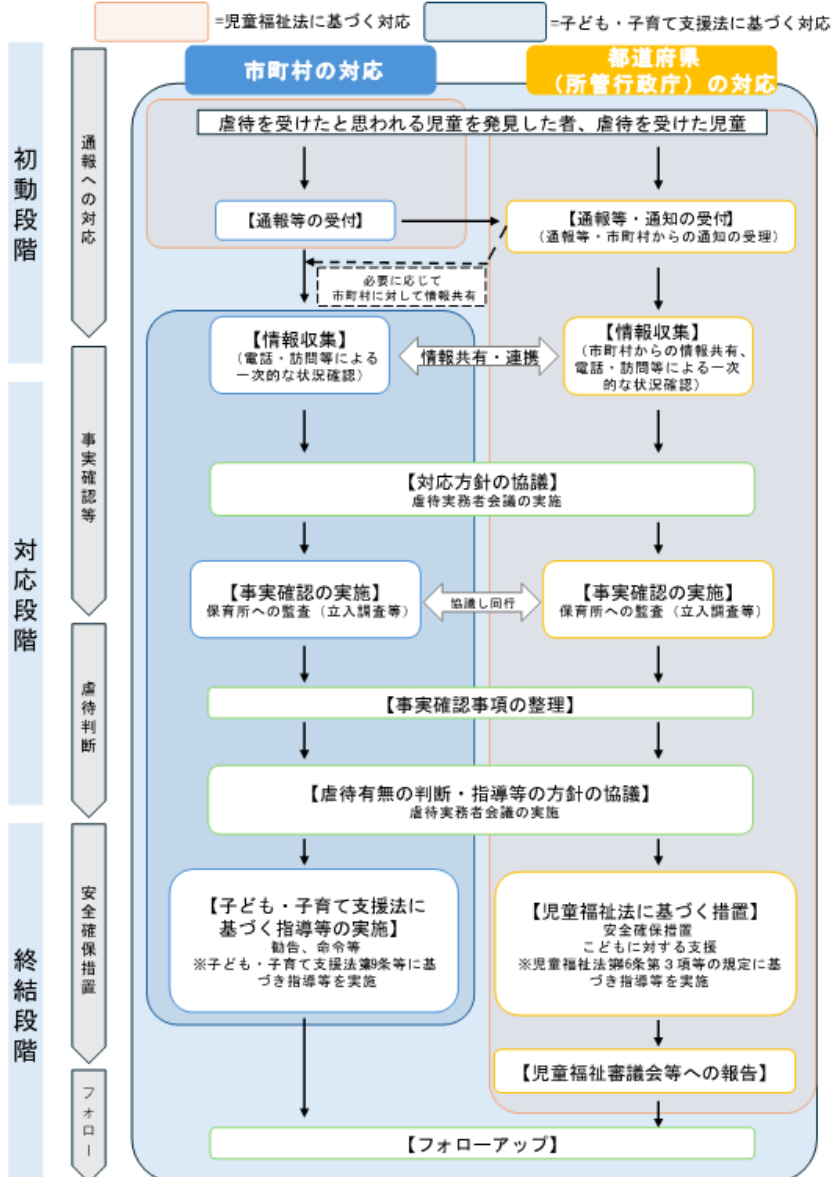 =児童福祉法に基づく対応
=子ども・子育て支援法に基づく対応
市町村の対応
都道府県
（所管行政庁）の対応
初動段階
通報への対応
虐待を受けたと思われる児童を発見した者、虐待を受けた児童
【通報等の受付】
【通報等・通知の受付】
（通報等・市町村からの通知の受理）
必要に応じて
市町村に対して情報共有
【情報収集】
（電話・訪問等による
一次的な状況確認）
情報共有・連携
【情報収集】
（市町村からの情報共有、
電話・訪問等による一次
的な状況確認）
対応段階
事実確認等
【対応方針の協議】
虐待実務者会議の実施
【事実確認の実施】
保育所への監査（立入調査等）
協議し同行
【事実確認の実施】
保育所への監査（立入調査等）
虐待判断
【事実確認事項の整理】
【虐待有無の判断・指導等の方針の協議】
虐待実務者会議の実施
終結段階
安全確保措置
【子ども・子育て支援法に
基づく指導等の実施】
勧告、命令等
※子ども・子育て支援法第9条等に基
づき指導等を実施
【児童福祉法に基づく措置】
安全確保措置
こどもに対する支援
※児童福祉法第46条第３項等の規定に基
づき指導等を実施
【児童福祉審議会等への報告】
フォロー
【フォローアップ】